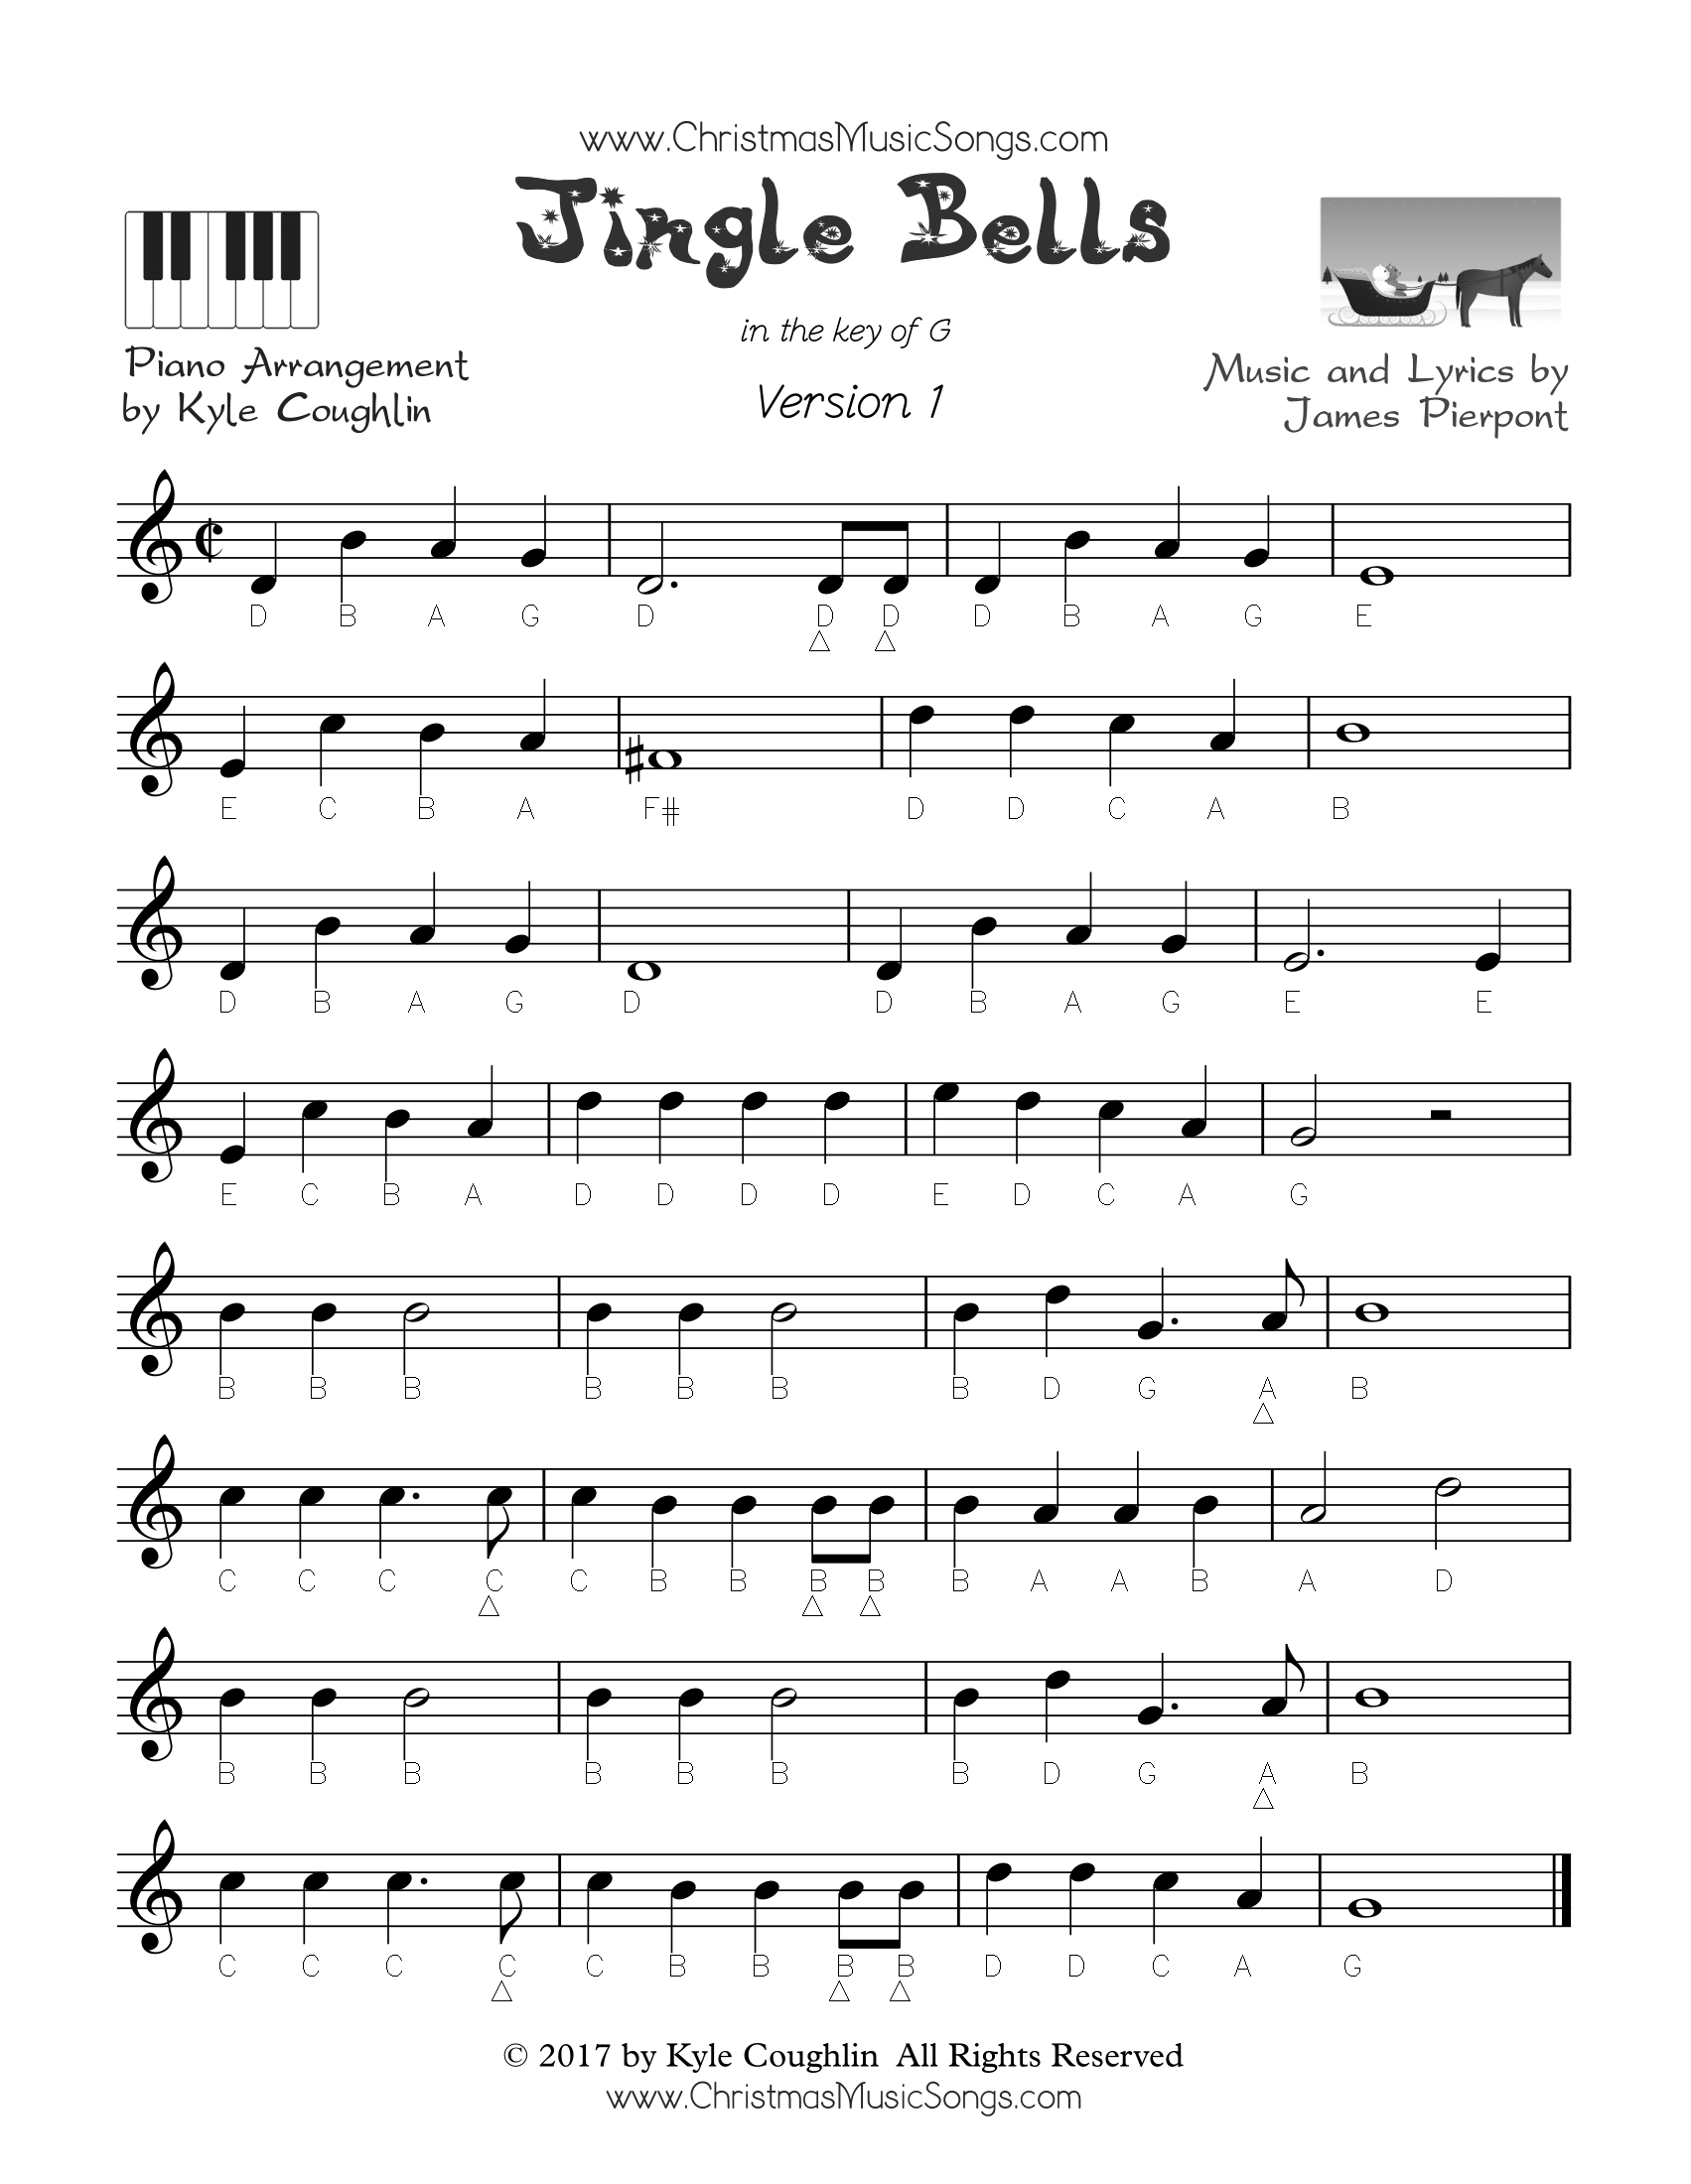 www.ChristmasMusicSongs.com
Jingle Bells
in the key of G
Version 1
Piano Arrangement
by Kyle Coughlin
Music and Lyrics by
James Pierpont
D B A G D D D D B A G E
△ △
E C B A F# D D C A B
D B A G D D B A G E E
E C B A D D D D E D C A G
B B B B B B B D G A B
△
C C C C C B B B B B A A B A D
△ △ △
B B B B B B B D G A B
△
C C C C C B B B B D D C A G
△ △ △
© 2017 by Kyle Coughlin All Rights Reserved
www.ChristmasMusicSongs.com